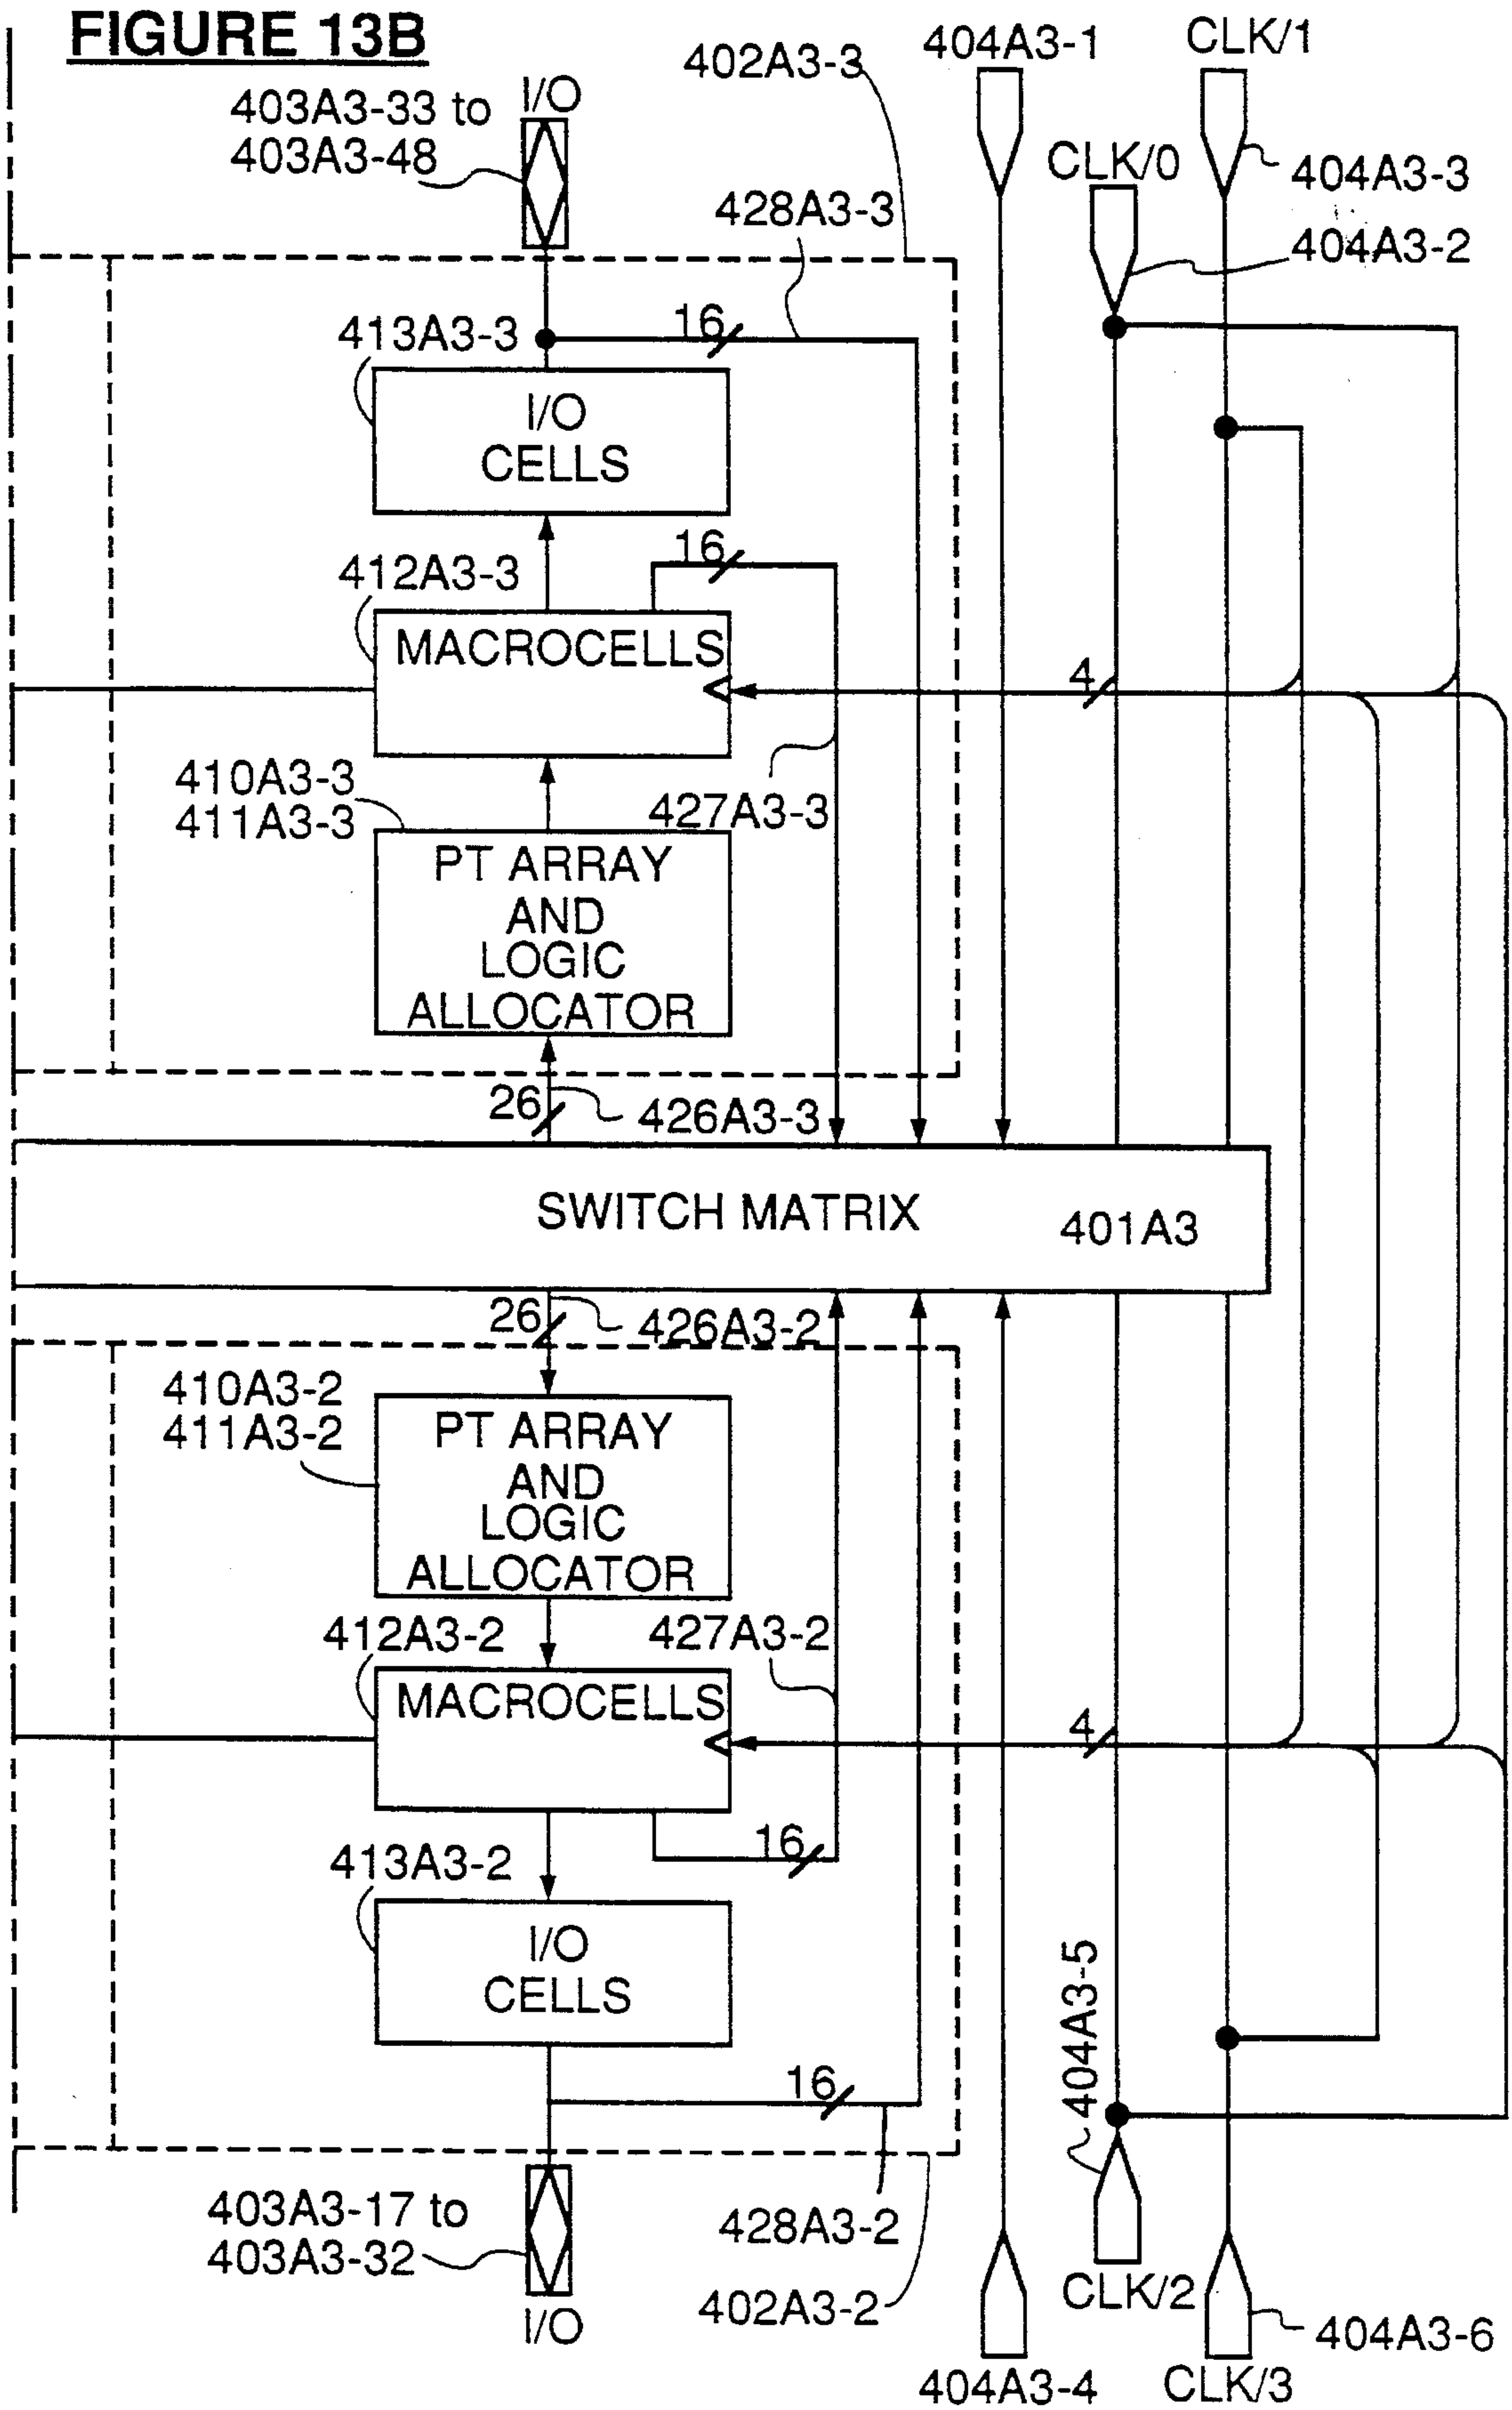 FIGURE 13B
402A3-3
404A3-1
CLK/1
I/O
403A3-33 to
403A3-48
CLK/0
404A3-3
428A3-3
404A3-2
413A3-3
16
I/O
CELLS
16
412A3-3
MACROCELLS
4
410A3-3
411A3-3
427A3-3
PT ARRAY
AND
LOGIC
ALLOCATOR
26
426A3-3
SWITCH MATRIX
401A3
26
426A3-2
410A3-2
411A3-2
PT ARRAY
AND
LOGIC
ALLOCATOR
412A3-2
427A3-2
MACROCELLS
4
16
413A3-2
I/O
CELLS
404A3-5
16
403A3-17 to
403A3-32
428A3-2
402A3-2
I/O
CLK/2
404A3-6
404A3-4
CLK/3